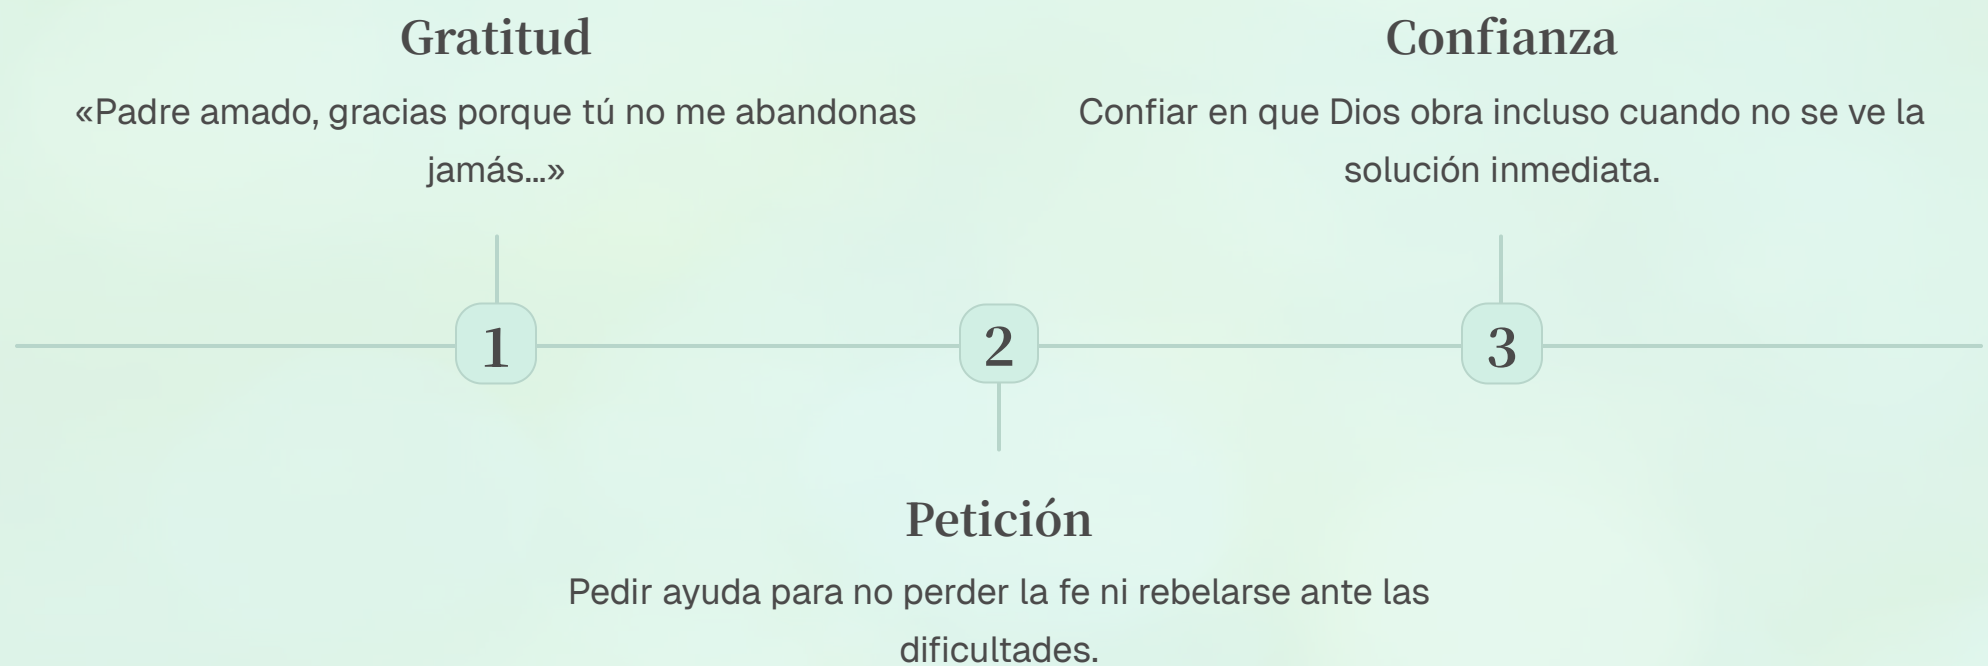 Gratitud
«Padre amado, gracias porque tú no me abandonas
jamás...»
Confianza
Confiar en que Dios obra incluso cuando no se ve la
solución inmediata.
1
2
3
Petición
Pedir ayuda para no perder la fe ni rebelarse ante las
dificultades.